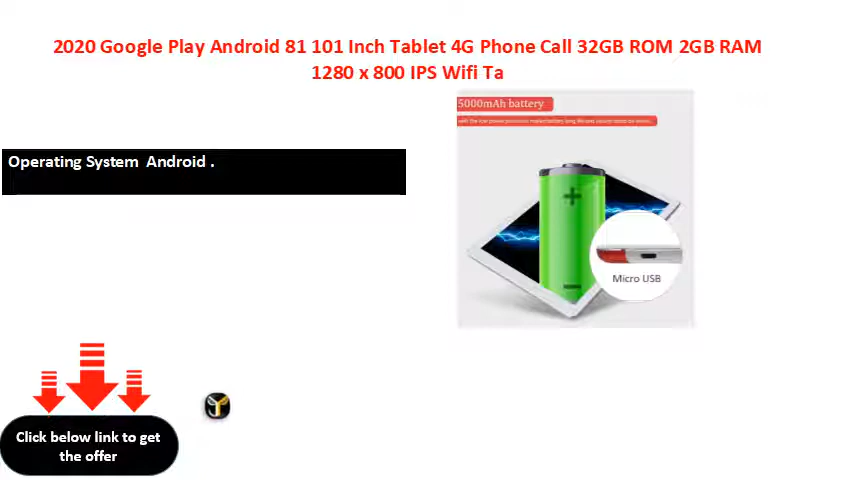 2020 Google Play Android 81 101 Inch Tablet 4G Phone Call 32GB ROM 2GB RAM
1280 x 800 IPS Wifi Ta
5000mAh battery
Operating System Android .
Micro USB
Click below link to get
the offer